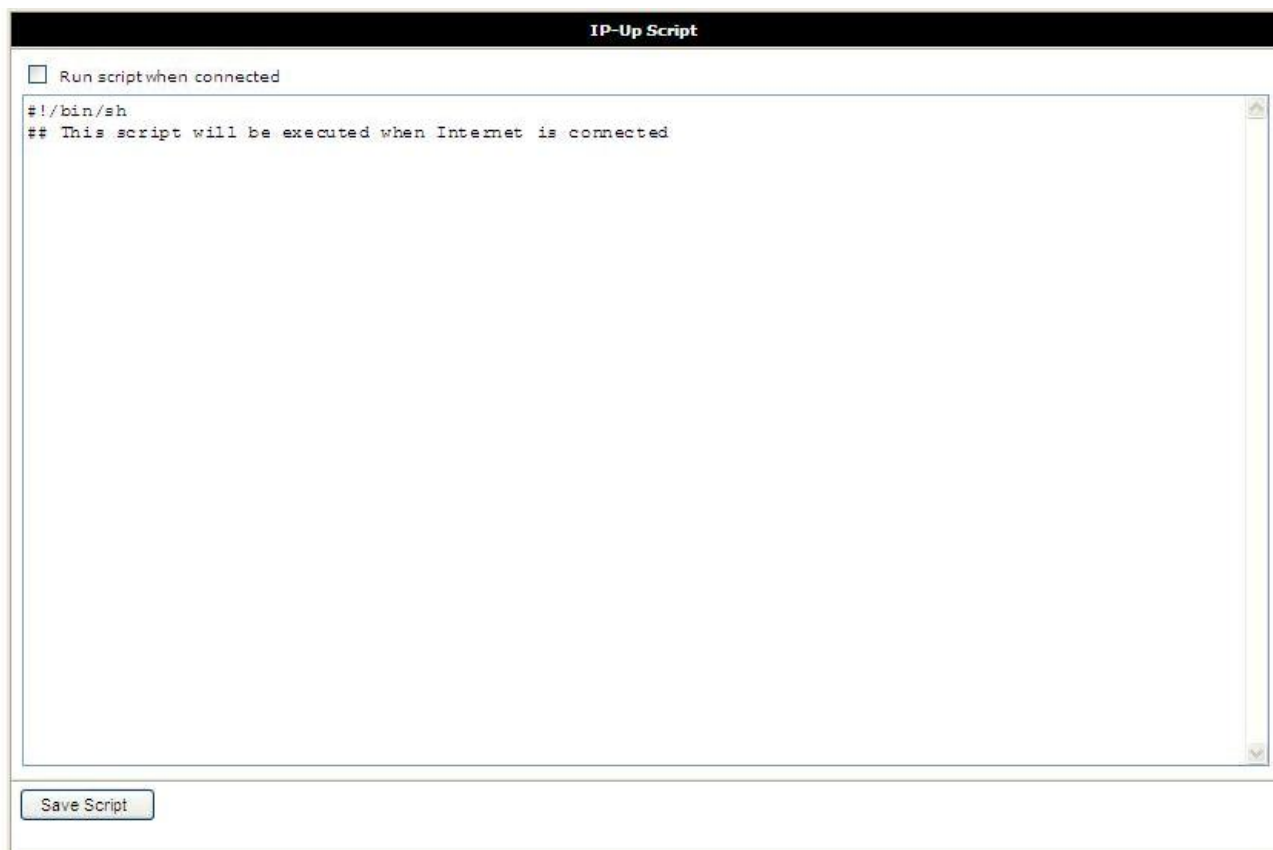 IP-Up Script
Run script when connected
#!/bin/sh
## This script will be executed when Internet is connected
Save Script